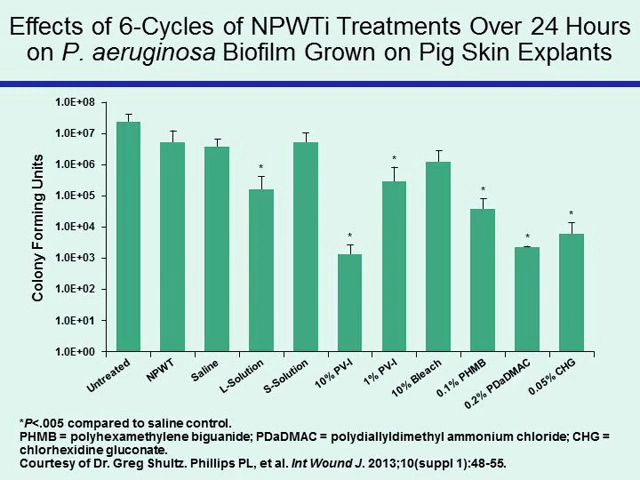 Effects of 6-Cycles of NPWTi Treatments Over 24 Hours
on P. aeruginosa Biofilm Grown on Pig Skin Explants
Colony Forming Units
1.0E+08
1.0E+07
1.0E+06
1.0E+05
1.0E+04
1.0E+03
1.0E+02
1.0E+01
1.0E+00
* * * * * *
Untreated
NPWT
Saline
L-Solution
S-Solution
10% PV-I
1% PV-I
10% Bleach
0.1% PHMB
0.2% PDaDMAC
0.05% CHG
*P<.005 compared to saline control.
PHMB = polyhexamethylene biguanide; PDaDMAC = polydiallyldimethyl ammonium chloride; CHG =
chlorhexidine gluconate.
Courtesy of Dr. Greg Shultz. Phillips PL, et al. Int Wound J. 2013;10(suppl 1):48-55.